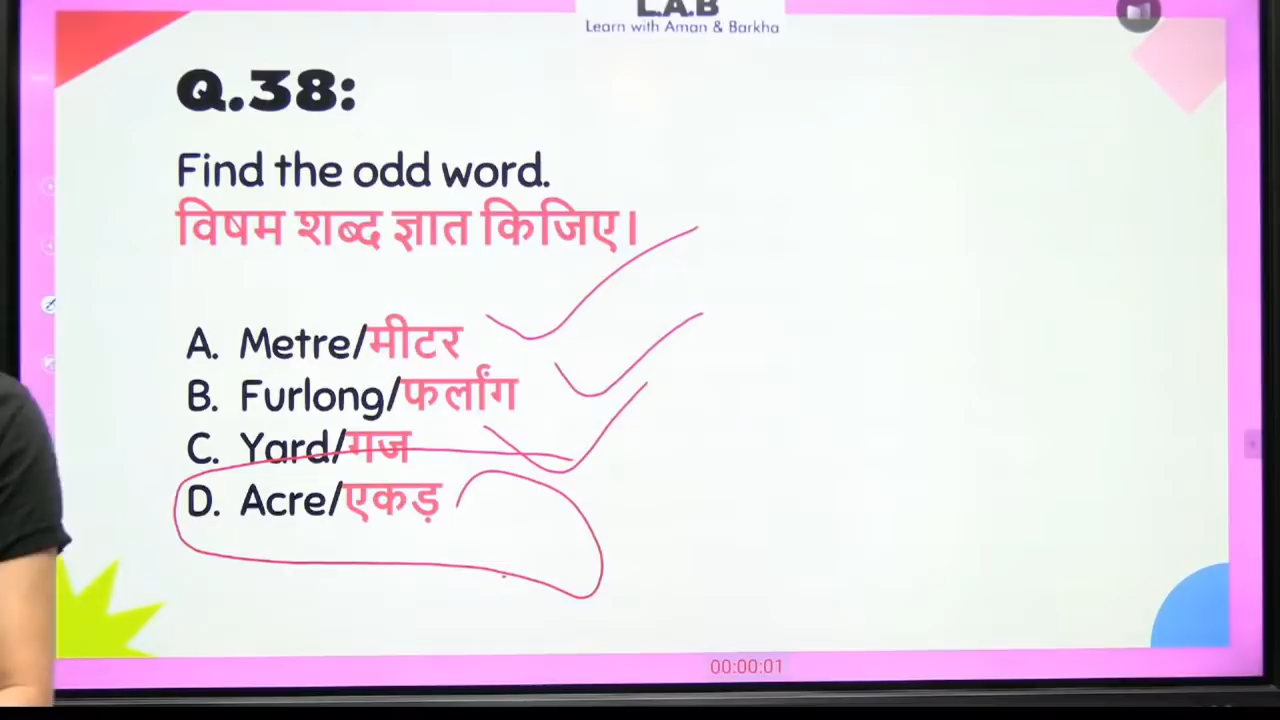 L.A.B
Learn with Aman & Barkha
Q.38:
Find the odd word.
विषम शब्द ज्ञात किजिए।
A. Metre/मीटर
B. Furlong/फर्लांग
C. Yard/गज
D. Acre/एकड़
00:00:01